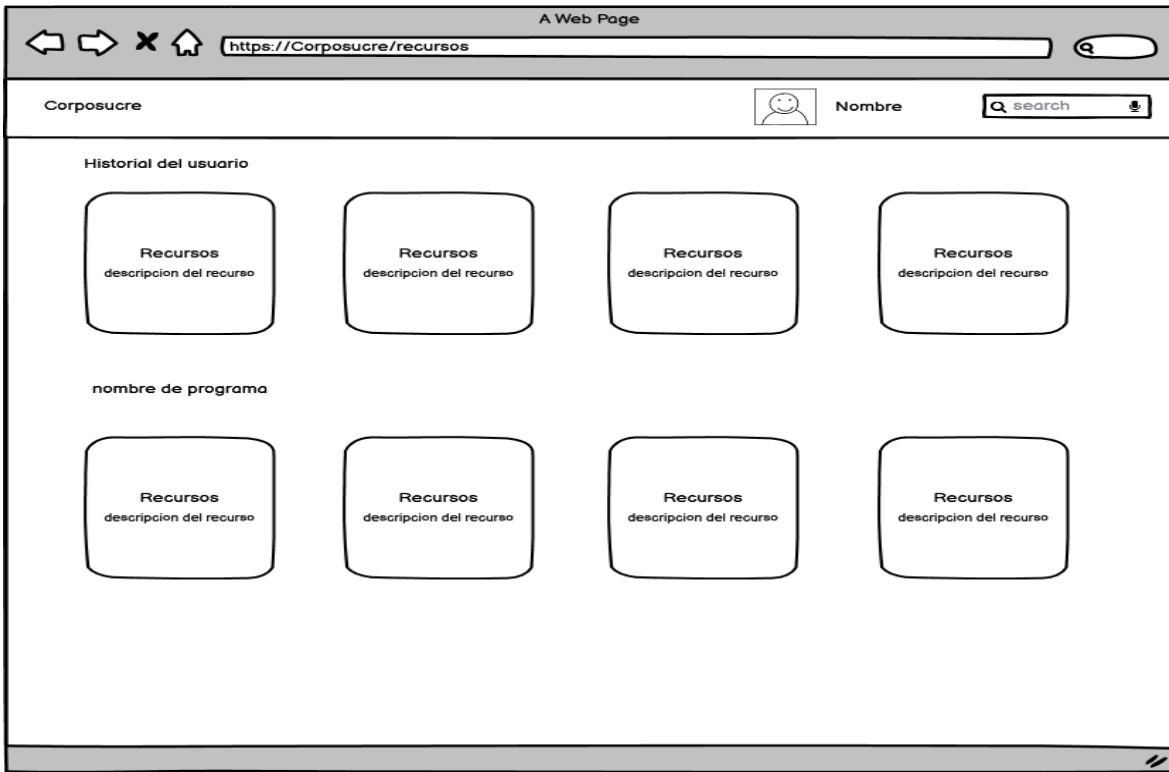 A Web Page
https://Corposucre/recursos
Corposucre
Nombre
search
Historial del usuario
Recursos Recursos Recursos Recursos
descripcion del recurso descripcion del recurso descripcion del recurso descripcion del recurso
nombre de programa
Recursos Recursos Recursos Recursos
descripcion del recurso descripcion del recurso descripcion del recurso descripcion del recurso